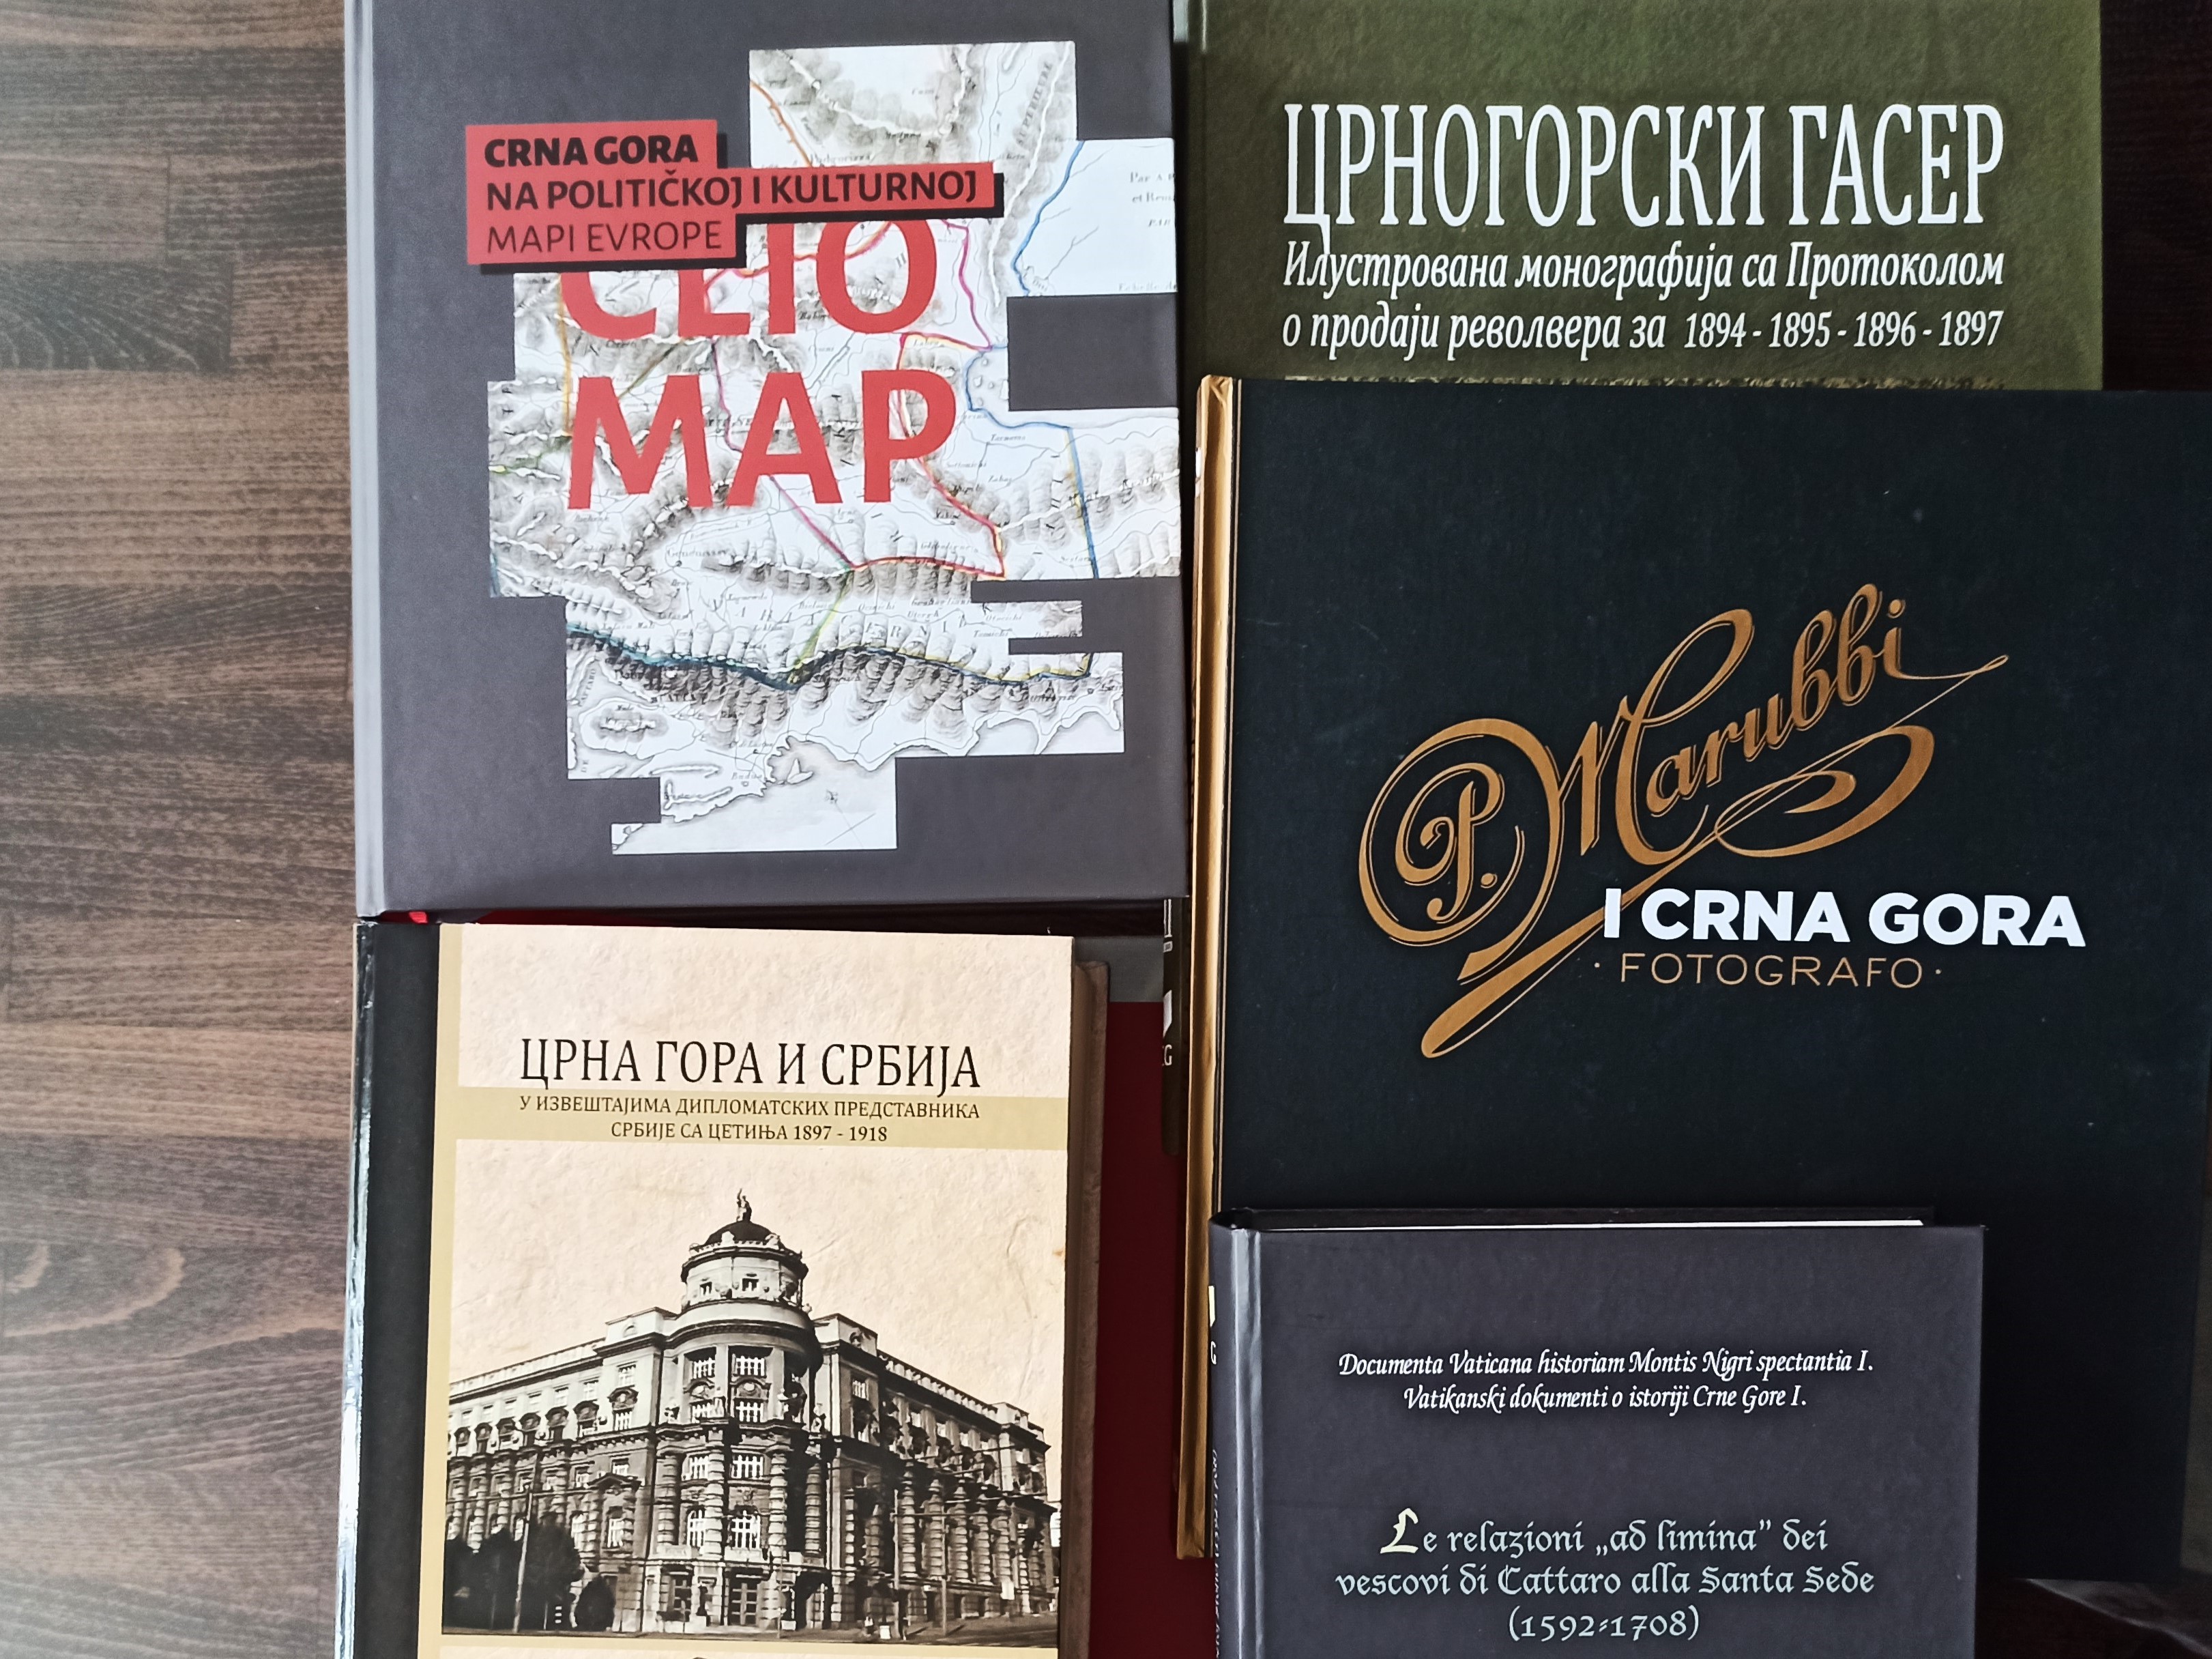 CRNA GORA
NA POLITIČKOJ I KULTURNOJ
MAPI EVROPE
CLIO
MAP
ЦРНОГОРСКИ ГАСЕР
Илустрована монографија са Протоколом
о продаји револвера за 1894 - 1895 - 1896 - 1897
P. Marubbi
I CRNA GORA
· FOTOGRAFO ·
ЦРНА ГОРА И СРБИЈА
У ИЗВЕШТАЈИМА ДИПЛОМАТСКИХ ПРЕДСТАВНИКА
СРБИЈЕ СА ЦЕТИЊА 1897 - 1918
Documenta Vaticana historiam Montis Nigri spectantia I.
Vatikanski dokumenti o istoriji Crne Gore I.
Le relazioni „ad limina” dei
vescovi di Cattaro alla Santa Sede
(1592-1708)